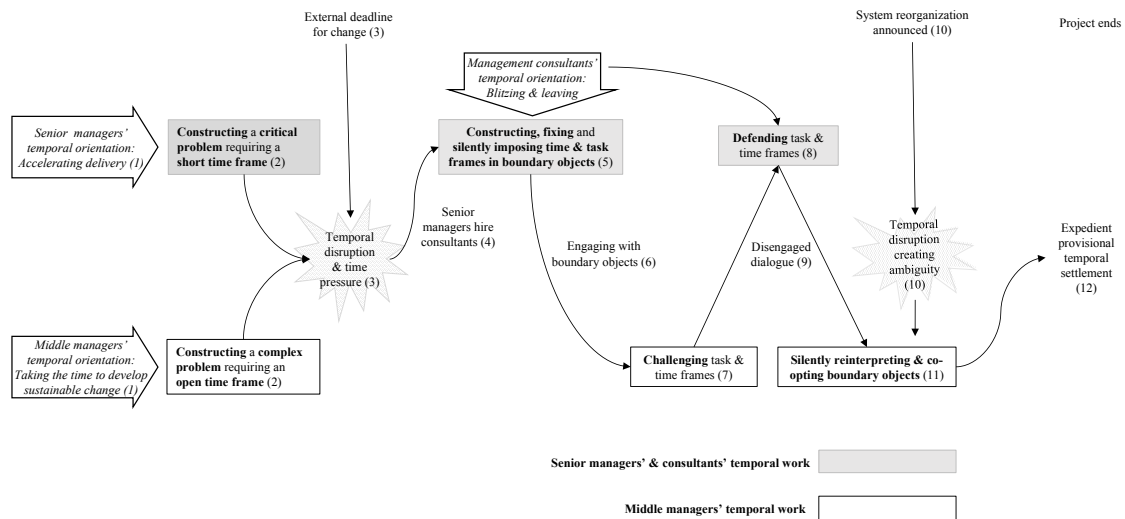 External deadline
for change (3)
System reorganization
announced (10)
Project ends
Management consultants’
temporal orientation:
Blitzing & leaving
Senior managers’
temporal orientation:
Accelerating delivery (1)
Constructing a critical
problem requiring a
short time frame (2)
Constructing, fixing and
silently imposing time & task
frames in boundary objects
(5)
Defending task &
time frames (8)
Temporal
disruption
& time
pressure (3)
Senior
managers hire
consultants (4)
Engaging with
boundary objects (6)
Disengaged
dialogue (9)
Temporal
disruption
creating
ambiguity
(10)
Expedient
provisional
temporal
settlement
(12)
Middle managers’
temporal orientation:
Taking the time to develop
sustainable change (1)
Constructing a complex
problem requiring an
open time frame (2)
Challenging task &
time frames (7)
Silently reinterpreting & co-
opting boundary objects (11)
Senior managers’ & consultants’ temporal work
Middle managers’ temporal work